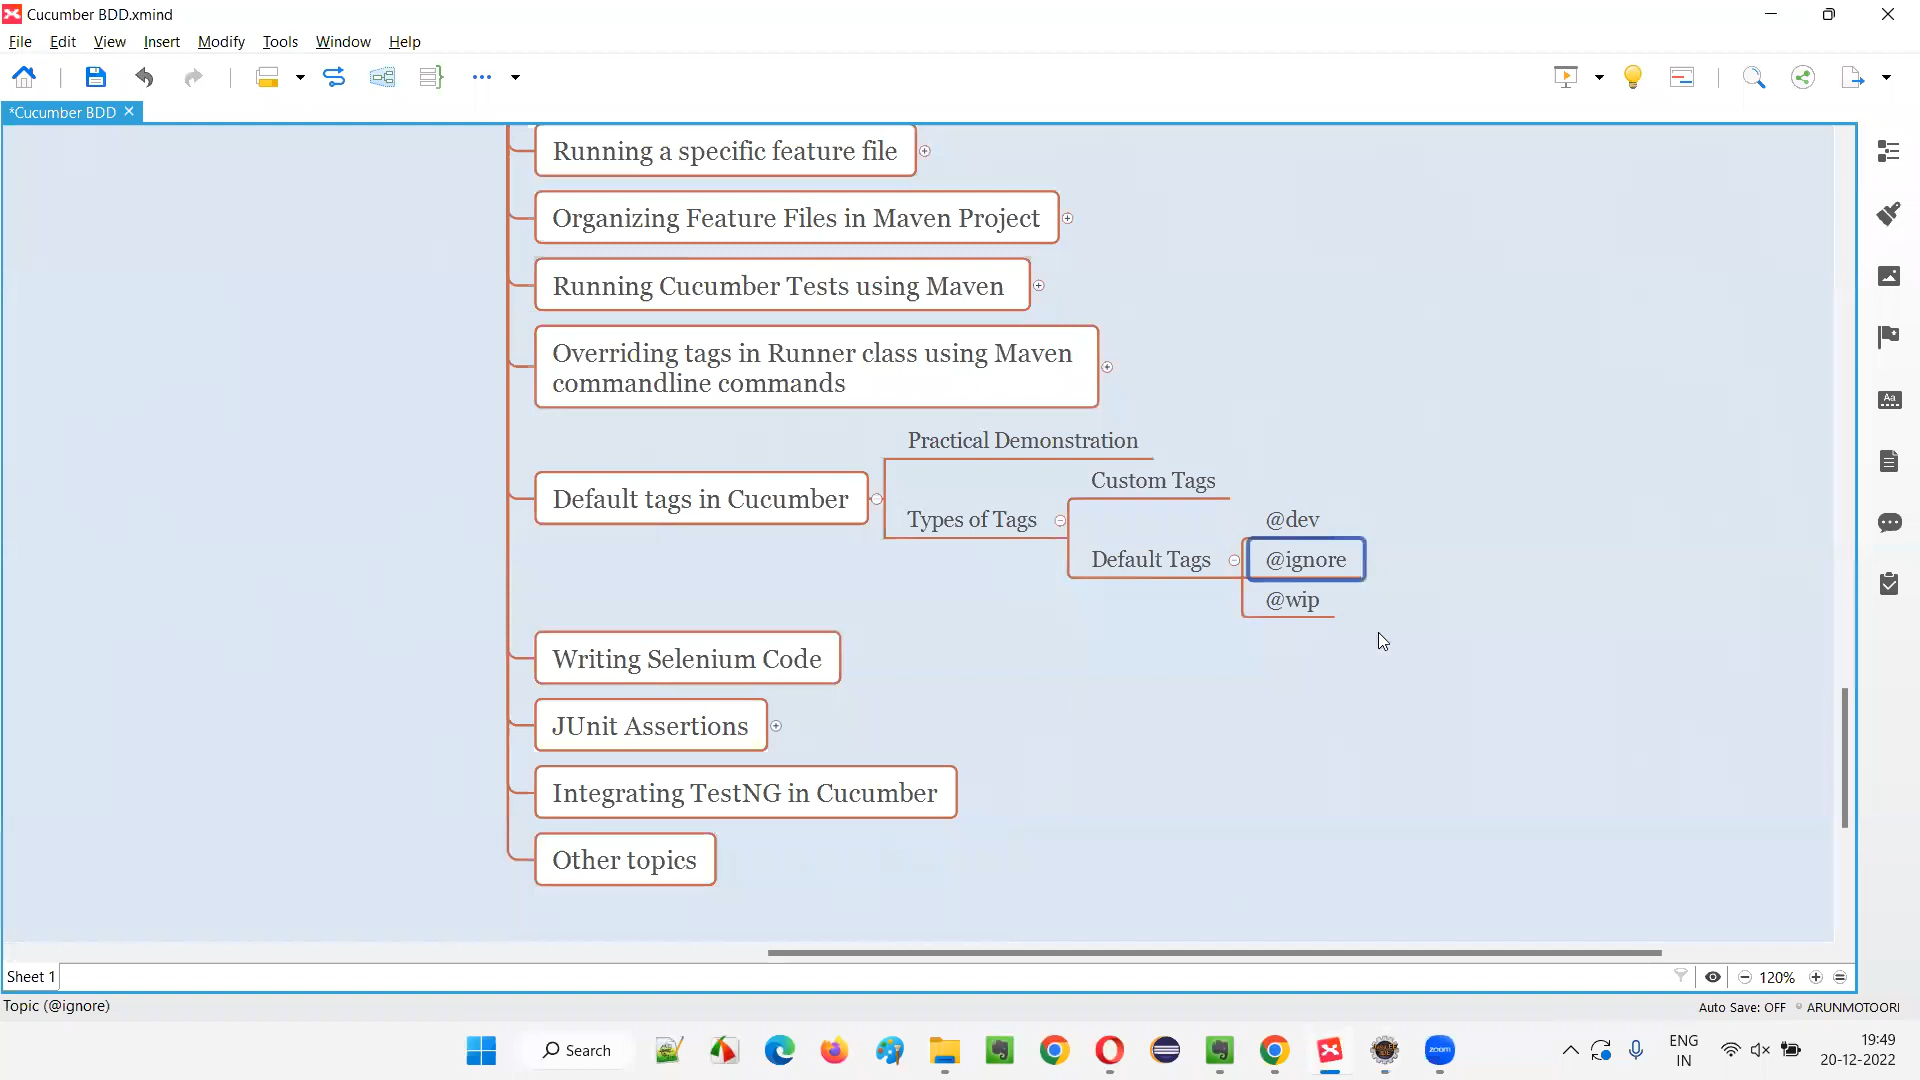 Cucumber BDD.xmind
File Edit View Insert Modify Tools Window Help
*Cucumber BDD
Running a specific feature file
Organizing Feature Files in Maven Project
Running Cucumber Tests using Maven
Overriding tags in Runner class using Maven
commandline commands
Practical Demonstration
Custom Tags
Default tags in Cucumber
Types of Tags
@dev
Default Tags
@ignore
@wip
Writing Selenium Code
JUnit Assertions
Integrating TestNG in Cucumber
Other topics
Aa
Sheet 1
120%
Topic (@ignore)
Auto Save: OFF
ARUNMOTOORI
Search
zoom
ENG
IN
19:49
20-12-2022